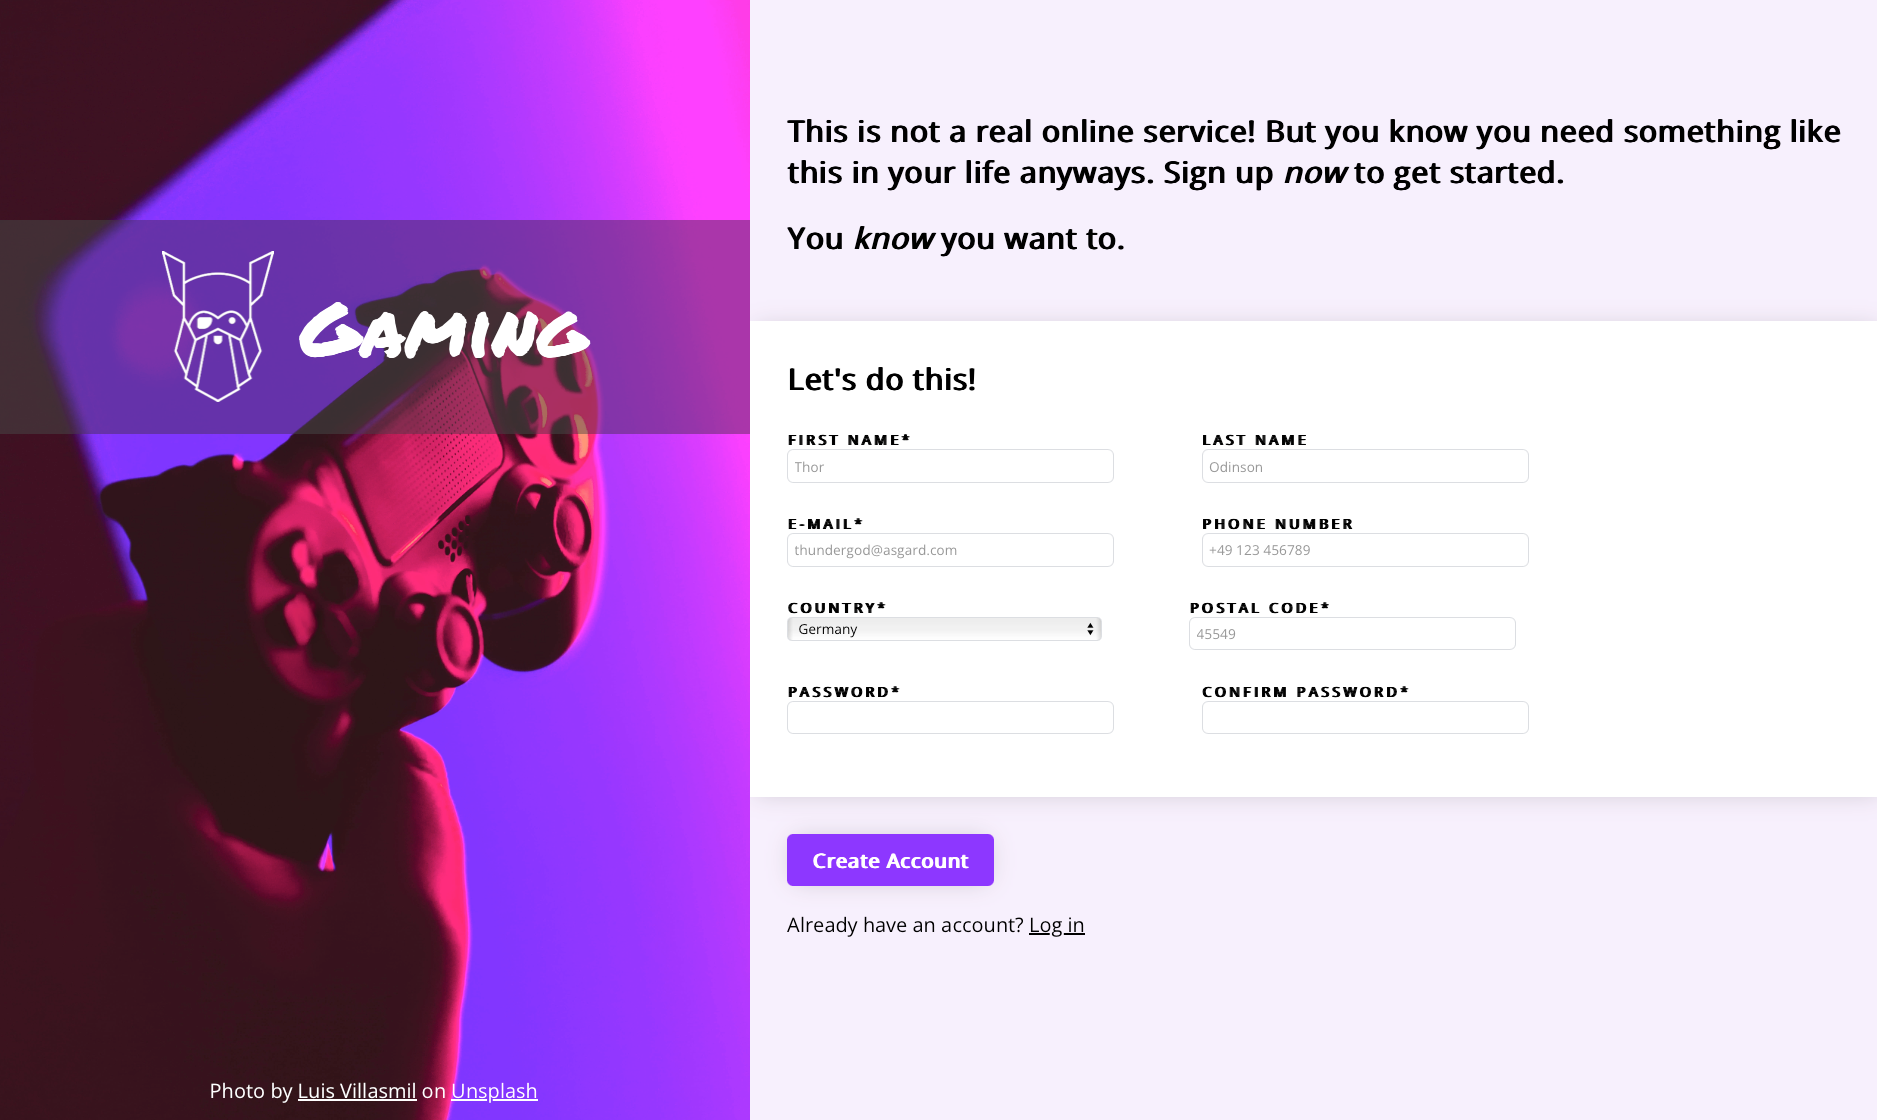 Gaming
Photo by Luis Villasmil on Unsplash
This is not a real online service! But you know you need something like
this in your life anyways. Sign up now to get started.
You know you want to.
Let's do this!
FIRST NAME*
Thor
LAST NAME
Odinson
E-MAIL*
thundergod@asgard.com
PHONE NUMBER
+49 123 456789
COUNTRY*
Germany
POSTAL CODE*
45549
PASSWORD*
CONFIRM PASSWORD*
Create Account
Already have an account? Log in